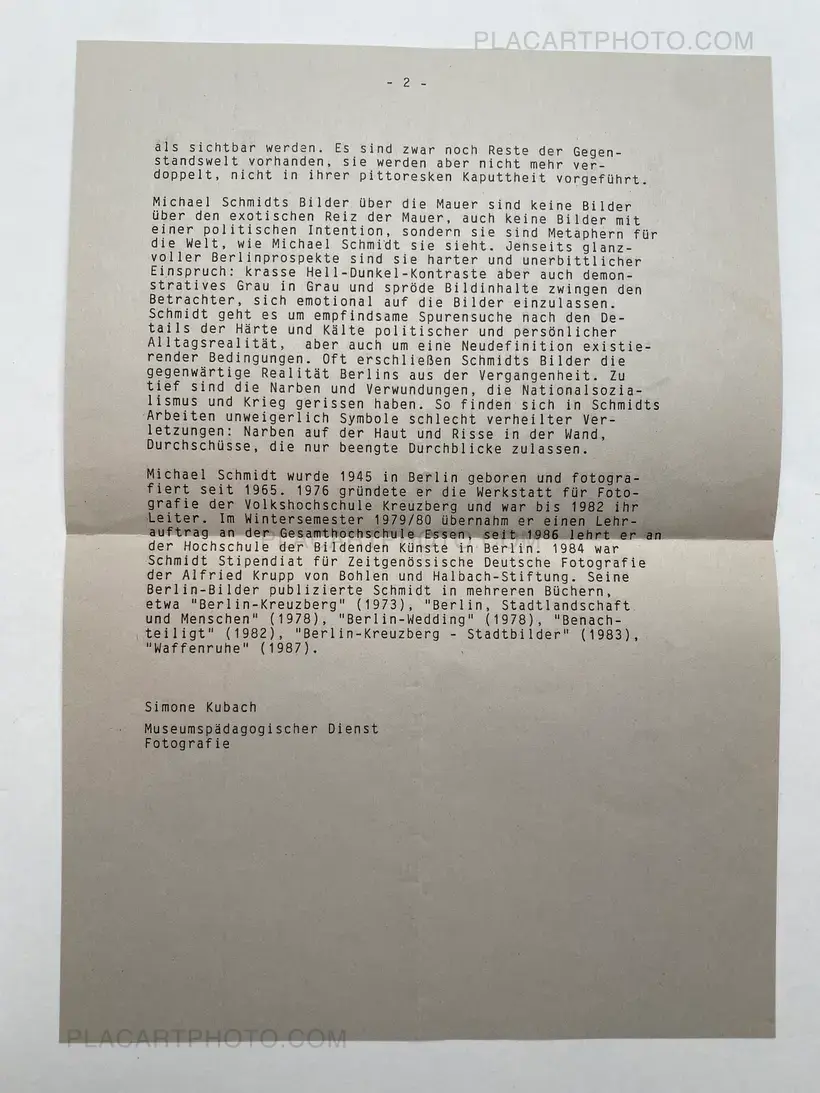 PLACARTPHOTO.COM
- 2 -
als sichtbar werden. Es sind zwar noch Reste der Gegen-
standswelt vorhanden, sie werden aber nicht mehr ver-
doppelt, nicht in ihrer pittoresken Kaputtheit vorgeführt.
Michael Schmidts Bilder über die Mauer sind keine Bilder
über den exotischen Reiz der Mauer, auch keine Bilder mit
einer politischen Intention, sondern sie sind Metaphern für
die Welt, wie Michael Schmidt sie sieht. Jenseits glanz-
voller Berlinprospekte sind sie harter und unerbittlicher
Einspruch: krasse Hell-Dunkel-Kontraste aber auch demon-
stratives Grau in Grau und spröde Bildinhalte zwingen den
Betrachter, sich emotional auf die Bilder einzulassen.
Schmidt geht es um empfindsame Spurensuche nach den De-
tails der Härte und Kälte politischer und persönlicher
Alltagsrealität, aber auch um eine Neudefinition existie-
render Bedingungen. Oft erschließen Schmidts Bilder die
gegenwärtige Realität Berlins aus der Vergangenheit. Zu
tief sind die Narben und Verwundungen, die Nationalsozia-
lismus und Krieg gerissen haben. So finden sich in Schmidts
Arbeiten unweigerlich Symbole schlecht verheilter Ver-
letzungen: Narben auf der Haut und Risse in der Wand,
Durchschüsse, die nur beengte Durchblicke zulassen.
Michael Schmidt wurde 1945 in Berlin geboren und fotogra-
fiert seit 1965. 1976 gründete er die Werkstatt für Foto-
grafie der Volkshochschule Kreuzberg und war bis 1982 ihr
Leiter. Im Wintersemester 1979/80 übernahm er einen Lehr-
auftrag an der Gesamthochschule Essen, seit 1986 lehrt er an
der Hochschule der Bildenden Künste in Berlin. 1984 war
Schmidt Stipendiat für Zeitgenössische Deutsche Fotografie
der Alfried Krupp von Bohlen und Halbach-Stiftung. Seine
Berlin-Bilder publizierte Schmidt in mehreren Büchern,
etwa "Berlin-Kreuzberg" (1973), "Berlin, Stadtlandschaft
und Menschen" (1978), "Berlin-Wedding" (1978), "Benach-
teiligt" (1982), "Berlin-Kreuzberg - Stadtbilder" (1983),
"Waffenruhe" (1987).
Simone Kubach
Museumspädagogischer Dienst
Fotografie
PLACARTPHOTO.COM